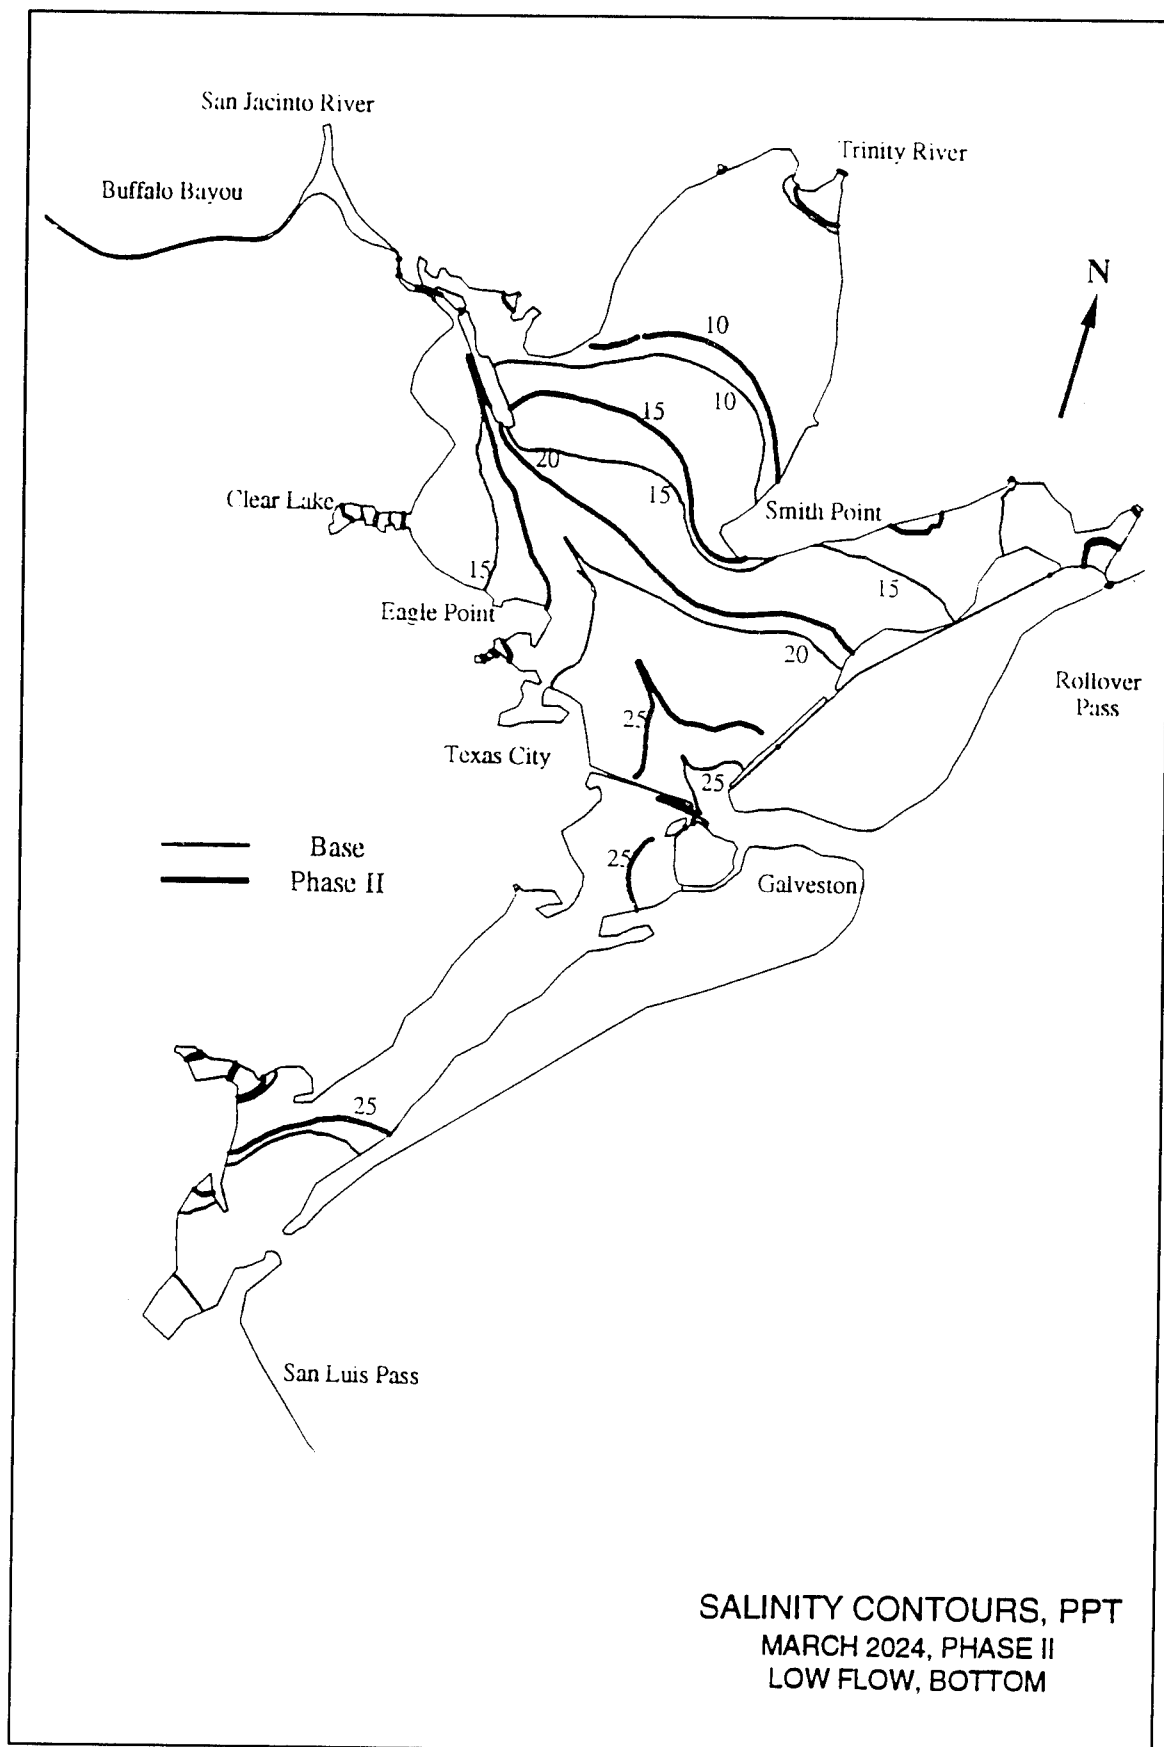 San Jacinto River
Trinity River
Buffalo Bayou
N
10
10
15
20
15
Clear Lake
Smith Point
15
15
Eagle Point
20
Rollover
Pass
25
Texas City
25
Base
25
Phase II
Galveston
25
San Luis Pass
SALINITY CONTOURS, PPT
MARCH 2024, PHASE II
LOW FLOW, BOTTOM